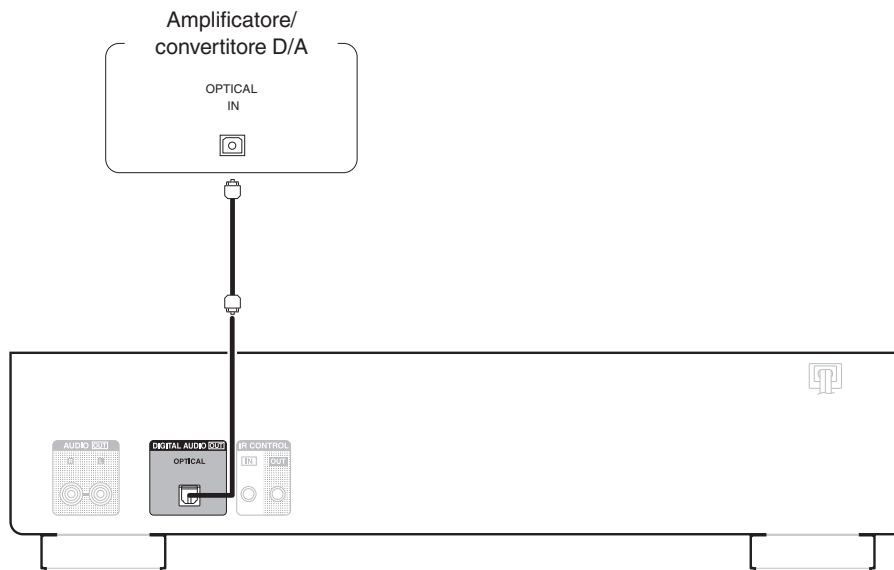 Amplificatore/
convertitore D/A
OPTICAL
IN
AUDIO OUT
R L
DIGITAL AUDIO OUT
OPTICAL
IR CONTROL
IN OUT